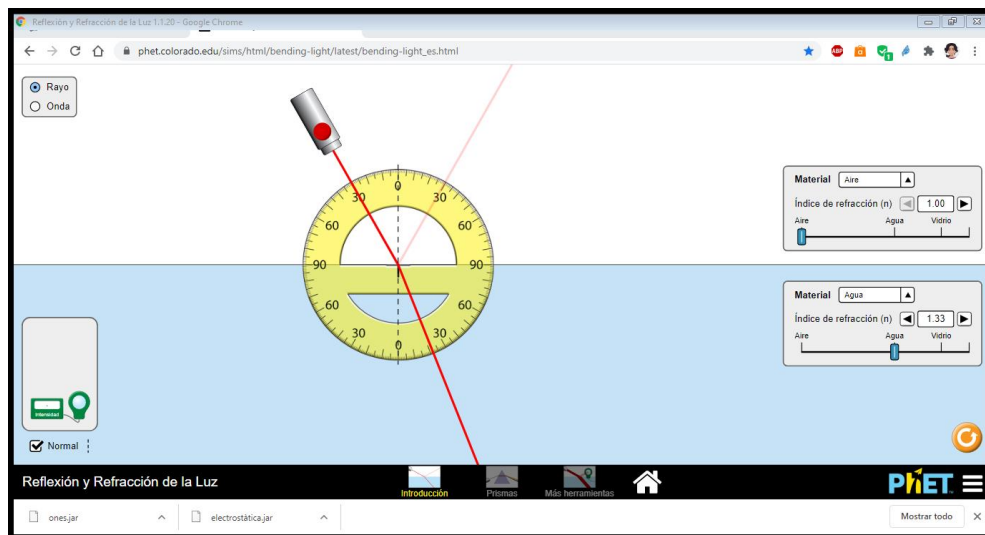 Reflexión y Refracción de la Luz 1.1.20 - Google Chrome
phet.colorado.edu/sims/html/bending-light/latest/bending-light_es.html
ABP
1
Rayo
Onda
0
30 30
60 60
90 90
60 60
30 30
0
Material Aire
Índice de refracción (n) 1.00
Aire Agua Vidrio
Material Agua
Índice de refracción (n) 1.33
Aire Agua Vidrio
Intensidad
Normal
Reflexión y Refracción de la Luz
Introducción Prismas Más herramientas
PhET
ones.jar
electrostática.jar
Mostrar todo